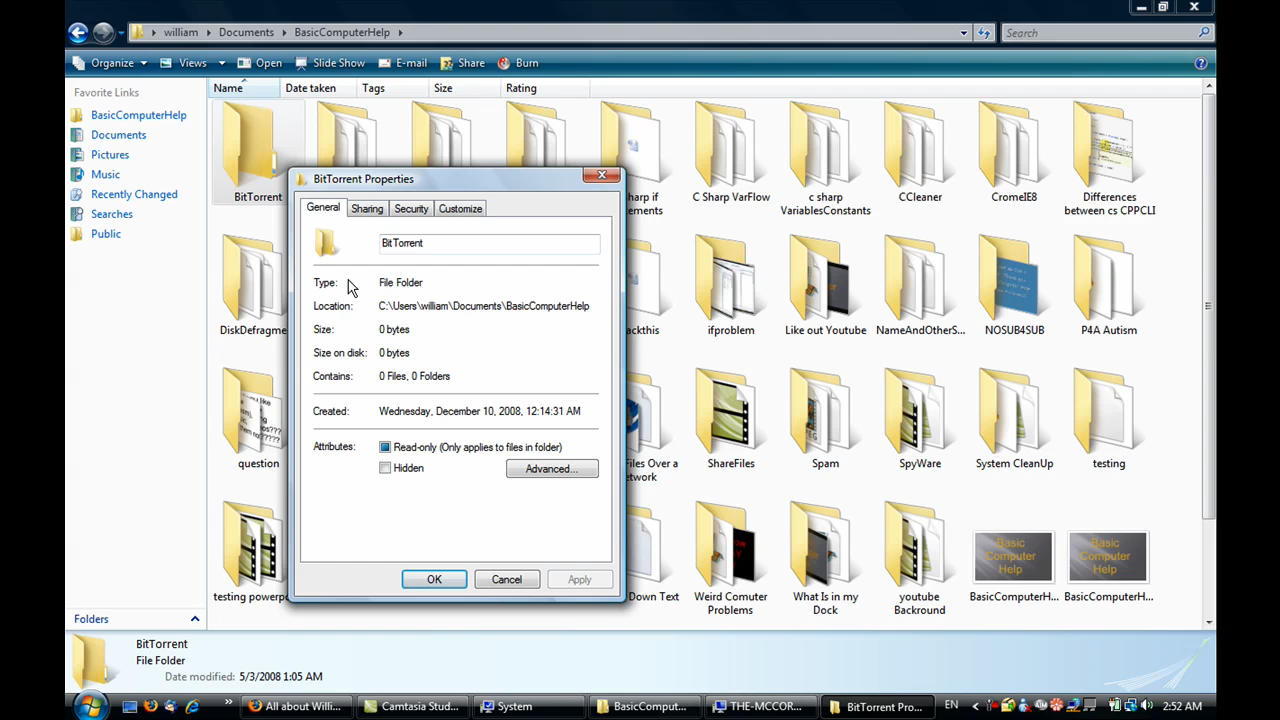 william ▸ Documents ▸ BasicComputerHelp ▸
Search
Organize Views Open Slide Show E-mail Share Burn
Favorite Links
BasicComputerHelp
Documents
Pictures
Music
Recently Changed
Searches
Public
Folders
Name Date taken Tags Size Rating
BitTorrent
C Sharp VarFlow
c sharp VariablesConstants
CCleaner
CromeIE8
Differences between cs CPPCLI
DiskDefragme
ifproblem
Like out Youtube
NameAndOtherS...
NOSUB4SUB
P4A Autism
question
Files Over a
ShareFiles
Spam
SpyWare
System CleanUp
testing
testing powerp
Down Text
Weird Comuter Problems
What Is in my Dock
youtube Backround
Basic
Computer
Help
BasicComputerH...
Basic
Computer
Help
BasicComputerH...
BitTorrent Properties
General Sharing Security Customize
BitTorrent
Type: File Folder
Location: C:\Users\william\Documents\BasicComputerHelp
Size: 0 bytes
Size on disk: 0 bytes
Contains: 0 Files, 0 Folders
Created: Wednesday, December 10, 2008, 12:14:31 AM
Attributes: Read-only (Only applies to files in folder)
Hidden
Advanced...
OK Cancel Apply
BitTorrent
File Folder
Date modified: 5/3/2008 1:05 AM
All about Willi... Camtasia Stud... System BasicComput... THE-MCCOR... BitTorrent Pro... EN 2:52 AM